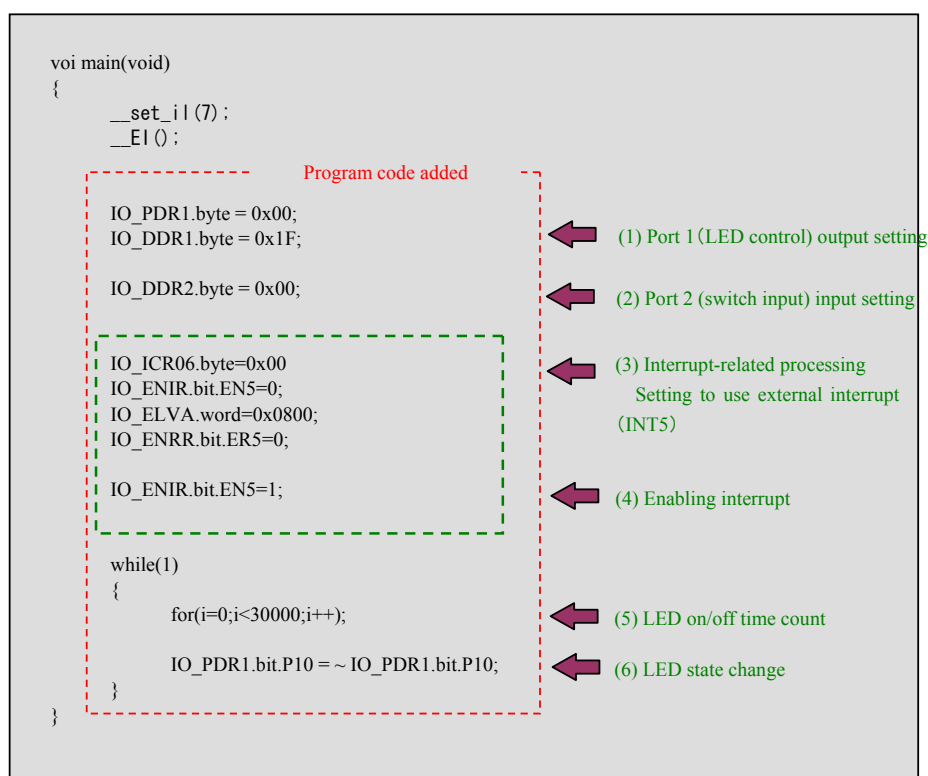 voi main(void)
{
__set_il(7);
__EI();
Program code added
IO_PDR1.byte = 0x00;
IO_DDR1.byte = 0x1F;
(1) Port 1(LED control) output setting
IO_DDR2.byte = 0x00;
(2) Port 2 (switch input) input setting
IO_ICR06.byte=0x00
(3) Interrupt-related processing
IO_ENIR.bit.EN5=0;
Setting to use external interrupt
IO_ELVA.word=0x0800;
(INT5)
IO_ENRR.bit.ER5=0;
IO_ENIR.bit.EN5=1;
(4) Enabling interrupt
while(1)
{
for(i=0;i<30000;i++);
(5) LED on/off time count
IO_PDR1.bit.P10 = ~ IO_PDR1.bit.P10;
(6) LED state change
}
}